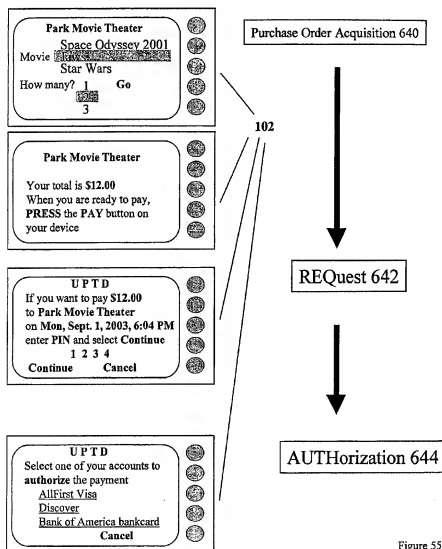 Park Movie Theater
Space Odyssey 2001
Movie
Star Wars
How many? 1 Go
3
Park Movie Theater
Your total is $12.00
When you are ready to pay,
PRESS the PAY button on
your device
U P T D
If you want to pay $12.00
to Park Movie Theater
on Mon, Sept. 1, 2003, 6:04 PM
enter PIN and select Continue
1 2 3 4
Continue Cancel
U P T D
Select one of your accounts to
authorize the payment
AllFirst Visa
Discover
Bank of America bankcard
Cancel
102
Purchase Order Acquisition 640
REQuest 642
AUTHorization 644
Figure 55